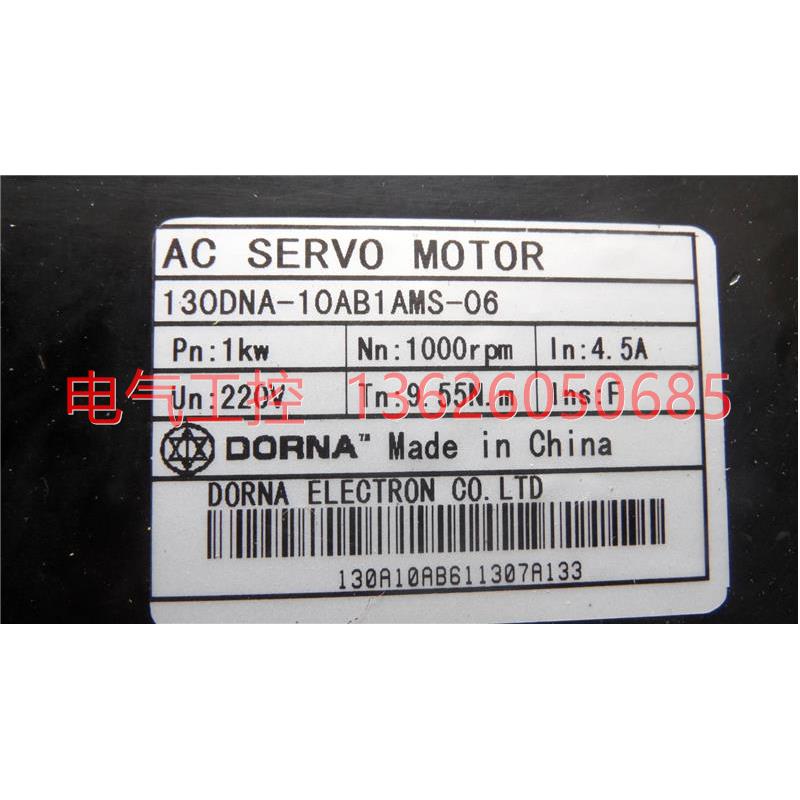 AC SERVO MOTOR
130DNA-10AB1AMS-06
Pn:1kw Nn:1000rpm In:4.5A
Un:220V Tn:9.55N.m Ins:F
电气工控 13626050685
DORNA™ Made in China
DORNA ELECTRON CO.LTD
130A10AB611307A133